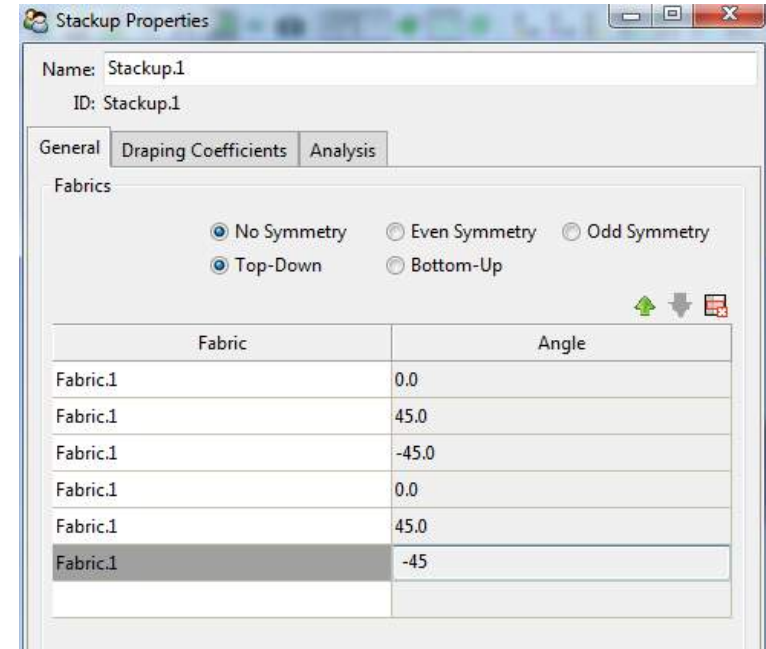 Stackup Properties
Name: Stackup.1
ID: Stackup.1
General Draping Coefficients Analysis
Fabrics
No Symmetry Even Symmetry Odd Symmetry
Top-Down Bottom-Up
Fabric Angle
Fabric.1 0.0
Fabric.1 45.0
Fabric.1 -45.0
Fabric.1 0.0
Fabric.1 45.0
Fabric.1 -45